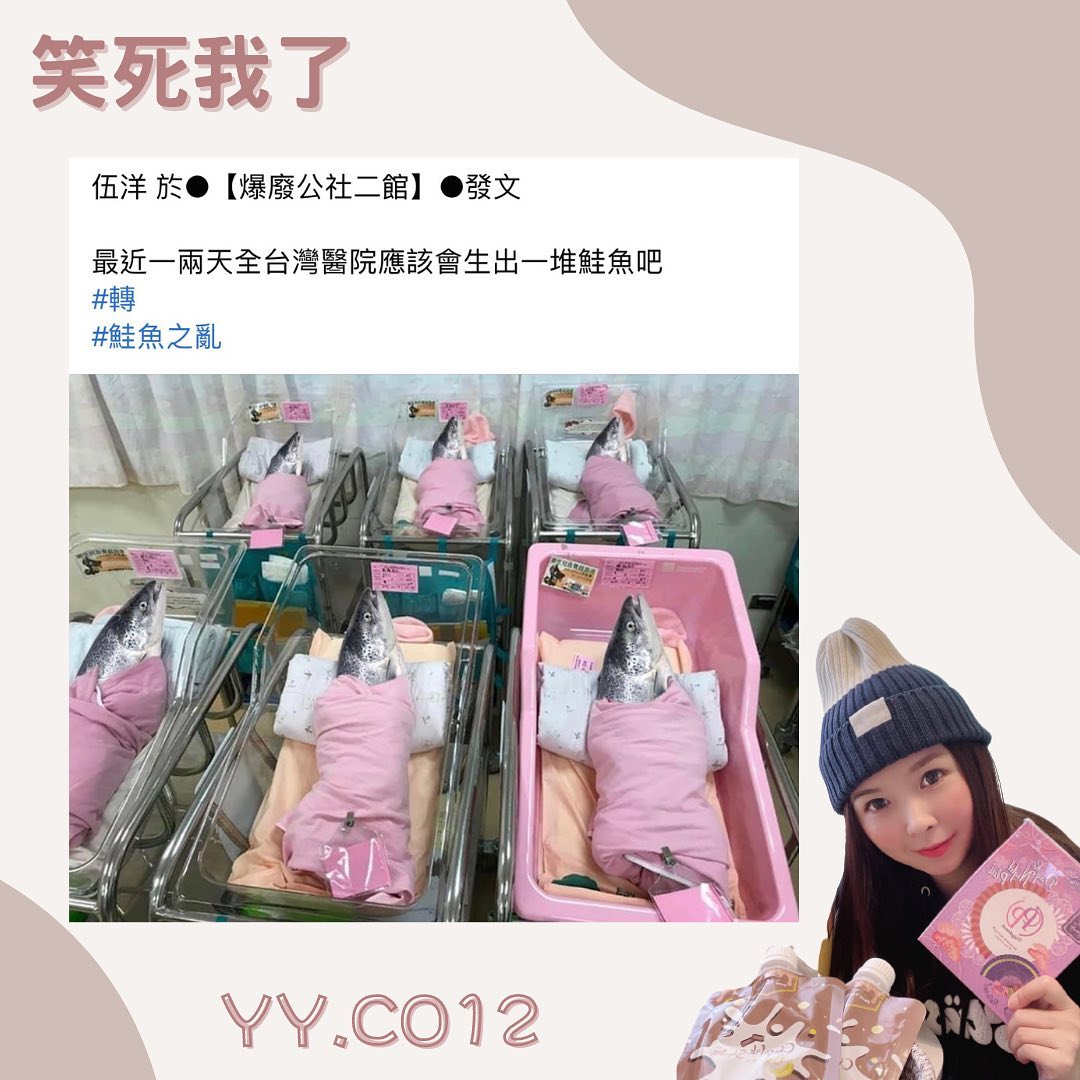 笑死我了
伍洋 於●【爆廢公社二館】●發文
最近一兩天全台灣醫院應該會生出一堆鮭魚吧
#轉
#鮭魚之亂
YY.CO12